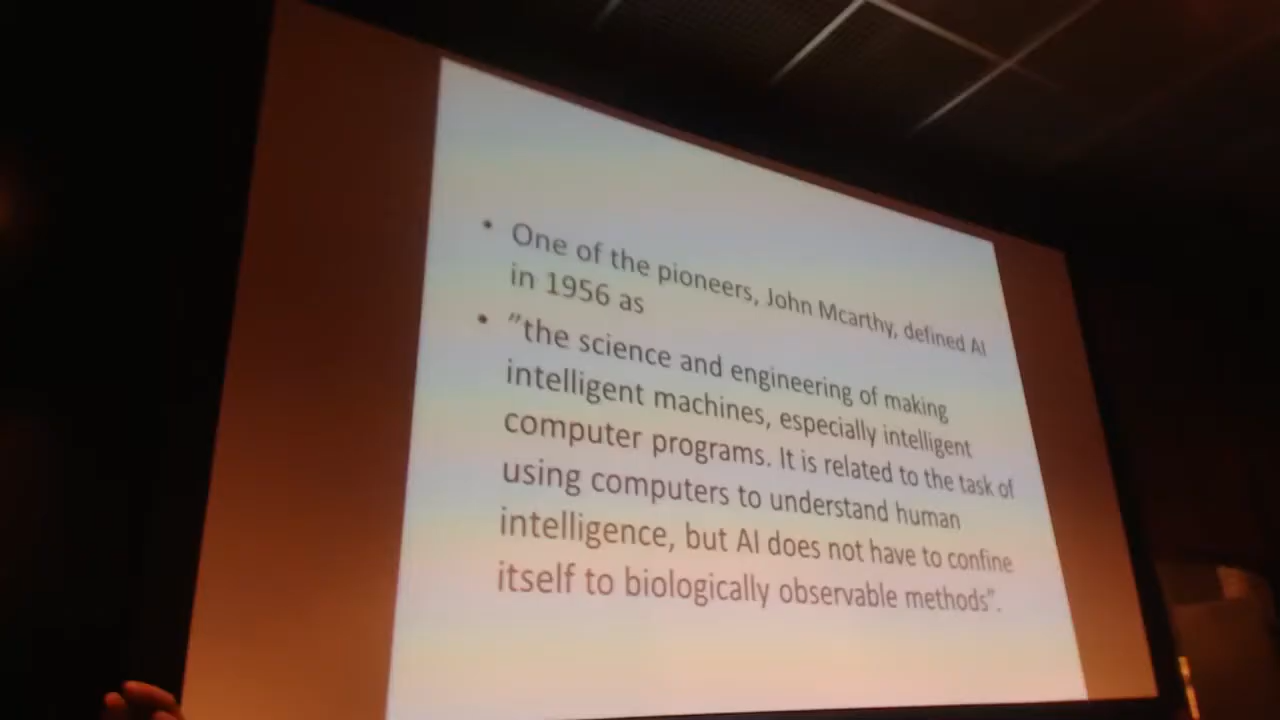 • One of the pioneers, John Mcarthy, defined AI
in 1956 as
• "the science and engineering of making
intelligent machines, especially intelligent
computer programs. It is related to the task of
using computers to understand human
intelligence, but AI does not have to confine
itself to biologically observable methods".